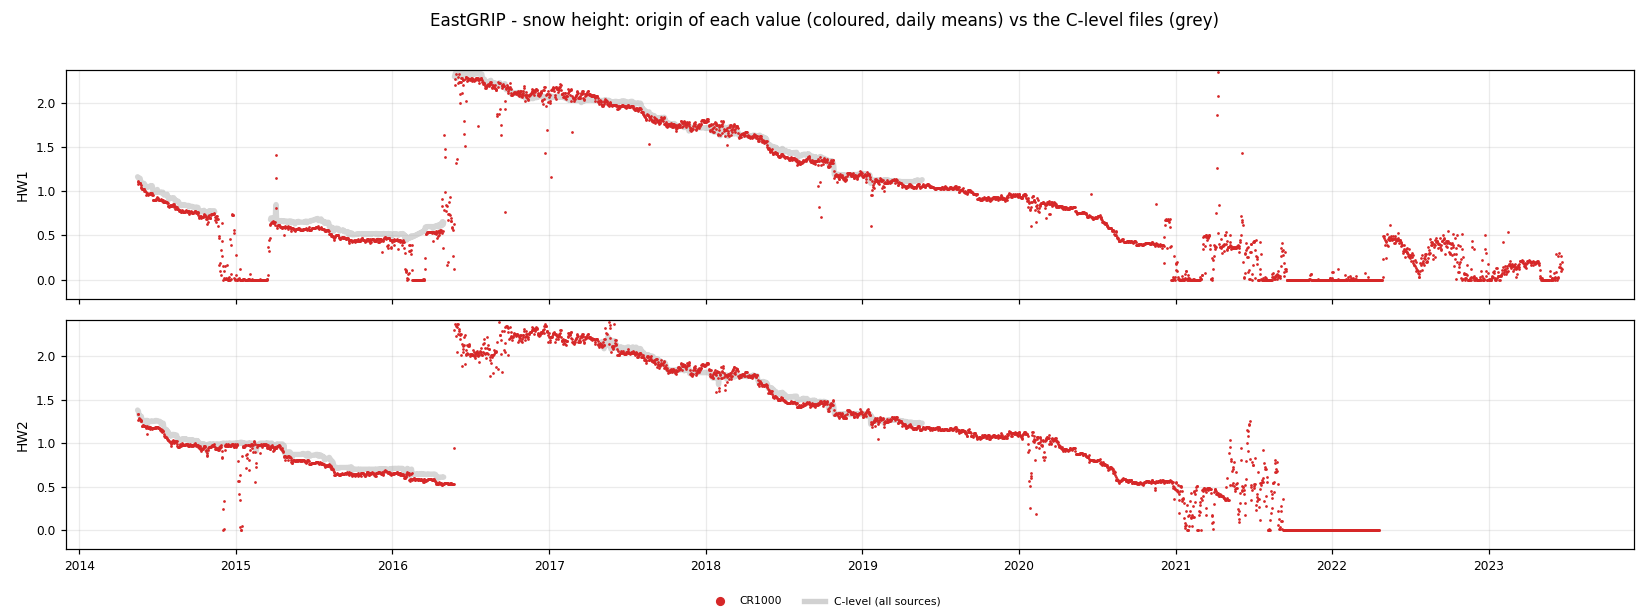 EastGRIP - snow height: origin of each value (coloured, daily means) vs the C-level files (grey)
HW1
2.0
1.5
1.0
0.5
0.0
HW2
2.0
1.5
1.0
0.5
0.0
2014 2015 2016 2017 2018 2019 2020 2021 2022 2023
CR1000 C-level (all sources)